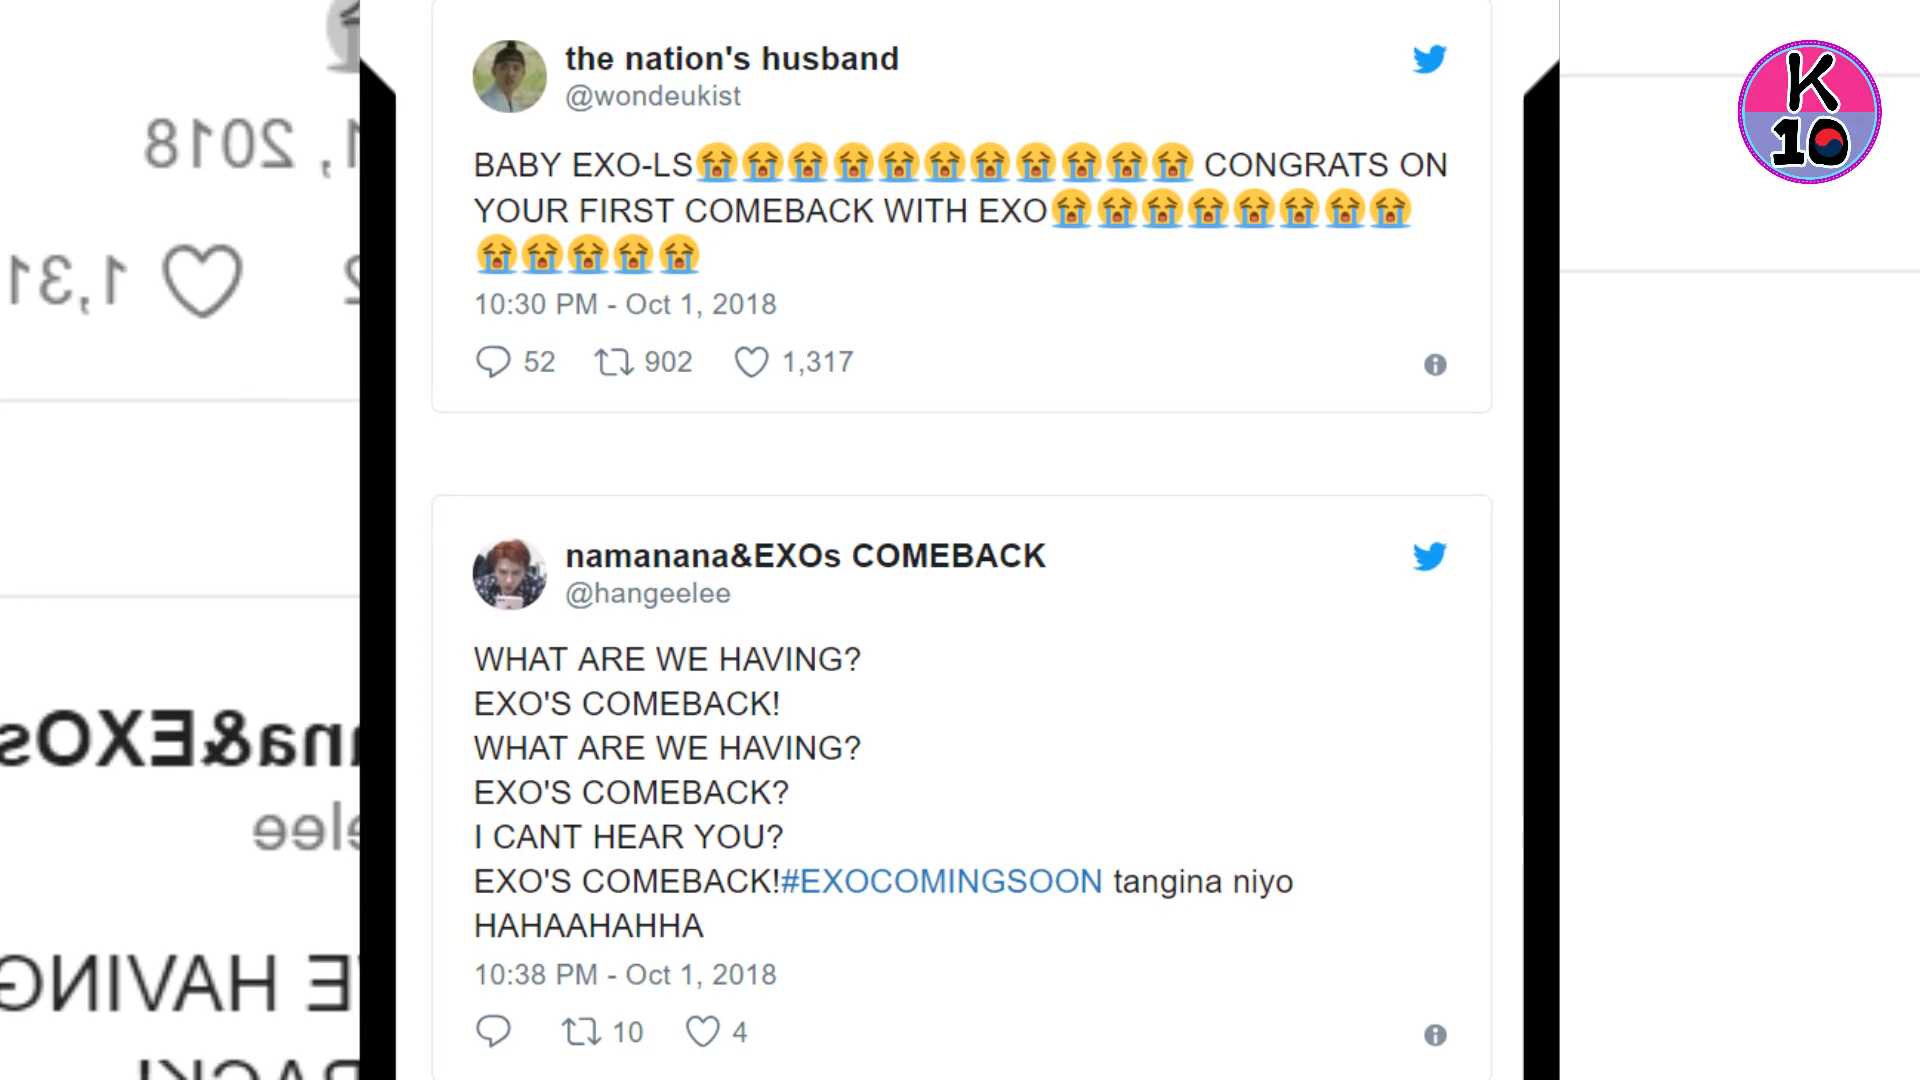 the nation's husband
@wondeukist
BABY EXO-LS😭😭😭😭😭😭😭😭😭😭😭 CONGRATS ON
YOUR FIRST COMEBACK WITH EXO😭😭😭😭😭😭😭😭
😭😭😭😭😭
10:30 PM - Oct 1, 2018
52 902 1,317
namanana&EXOs COMEBACK
@hangeelee
WHAT ARE WE HAVING?
EXO'S COMEBACK!
WHAT ARE WE HAVING?
EXO'S COMEBACK?
I CANT HEAR YOU?
EXO'S COMEBACK!#EXOCOMINGSOON tangina niyo
HAHAAHAHHA
10:38 PM - Oct 1, 2018
10 4
K
10